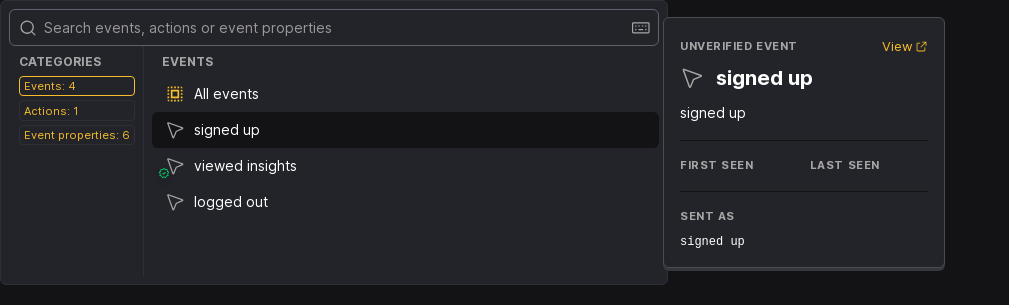 Search events, actions or event properties
CATEGORIES
Events: 4
Actions: 1
Event properties: 6
EVENTS
All events
signed up
viewed insights
logged out
UNVERIFIED EVENT
View
signed up
signed up
FIRST SEEN
LAST SEEN
SENT AS
signed up